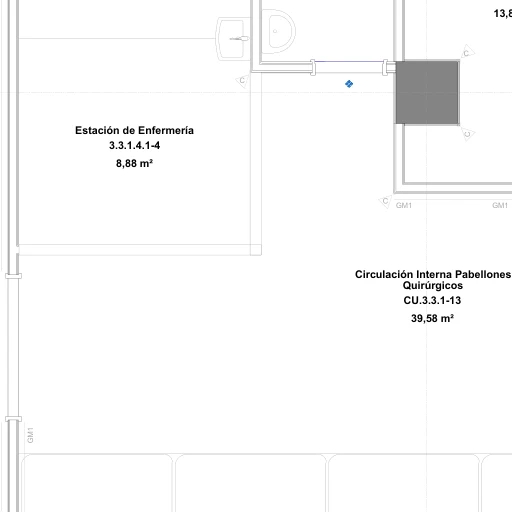 13,8
C
C
Estación de Enfermería
3.3.1.4.1-4
8,88 m²
C
C
GM1
GM1
Circulación Interna Pabellones
Quirúrgicos
CU.3.3.1-13
39,58 m²
GM1